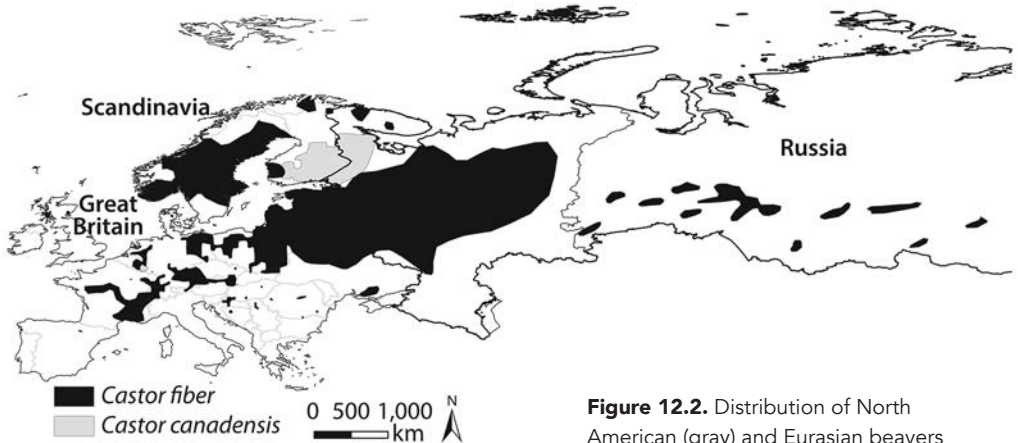 Scandinavia
Russia
Great
Britain
Castor fiber
Castor canadensis
0 500 1,000
km
N
Figure 12.2. Distribution of North
American (gray) and Eurasian beavers